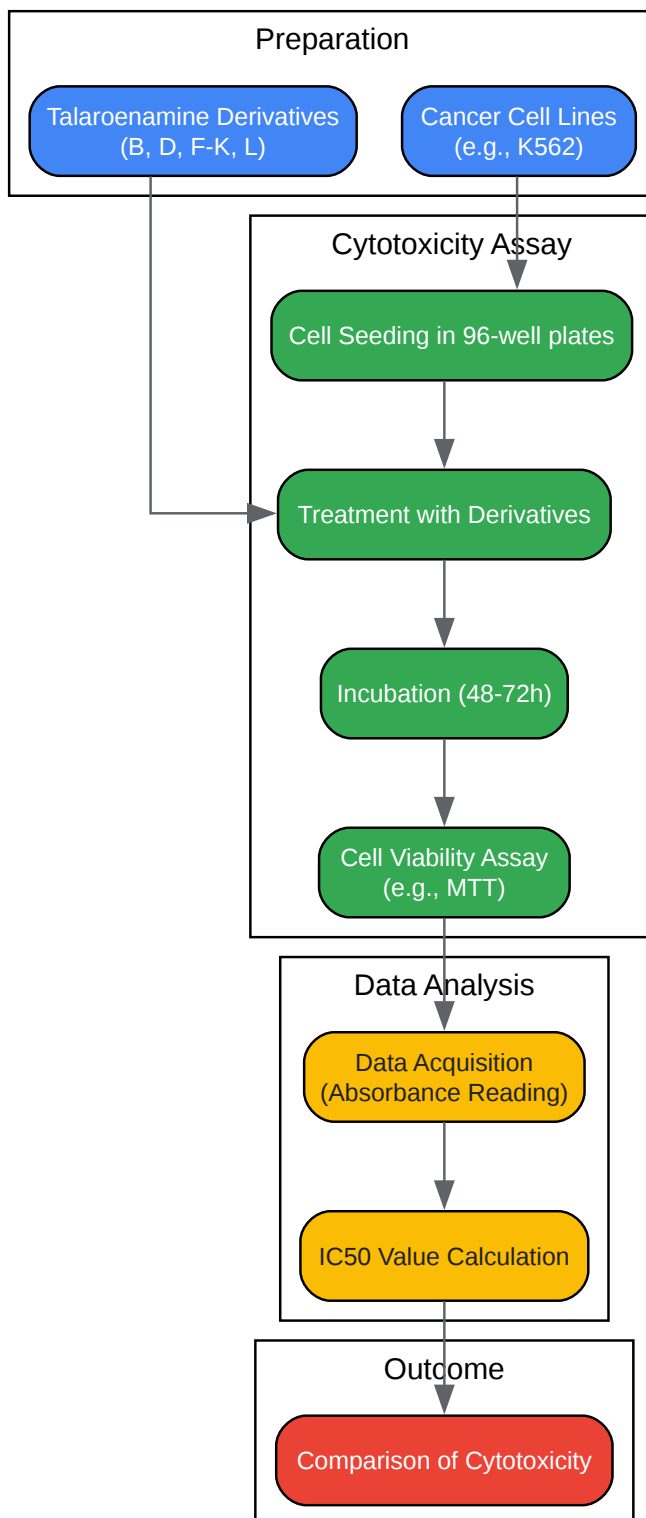 Preparation
Talaroenamine Derivatives
(B, D, F-K, L)
Cancer Cell Lines
(e.g., K562)
Cytotoxicity Assay
Cell Seeding in 96-well plates
Treatment with Derivatives
Incubation (48-72h)
Cell Viability Assay
(e.g., MTT)
Data Analysis
Data Acquisition
(Absorbance Reading)
IC50 Value Calculation
Outcome
Comparison of Cytotoxicity